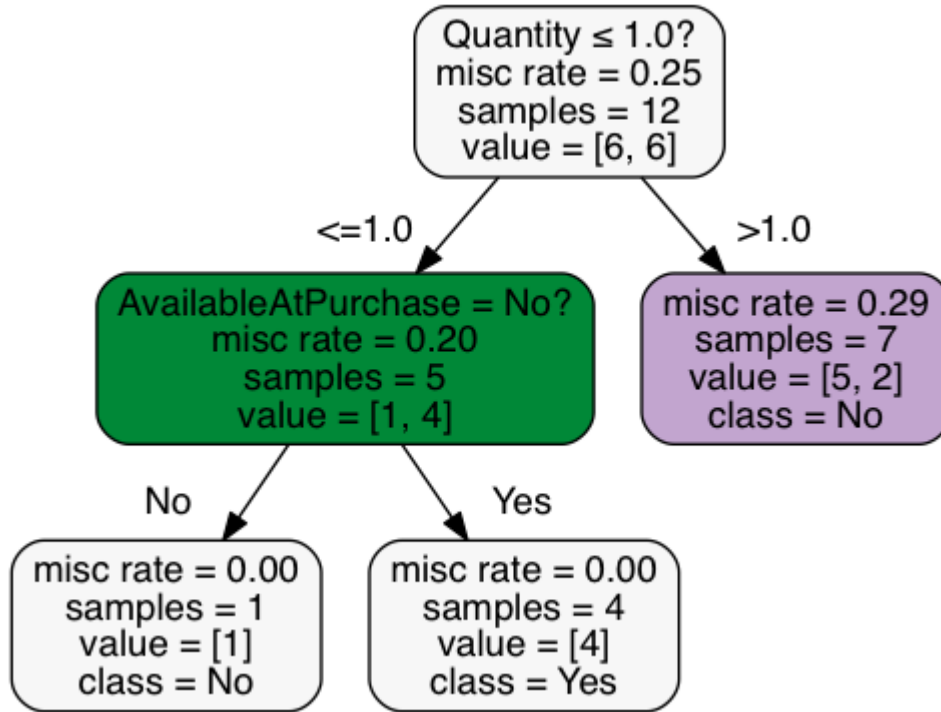 Quantity ≤ 1.0?
misc rate = 0.25
samples = 12
value = [6, 6]
<=1.0
>1.0
AvailableAtPurchase = No?
misc rate = 0.20
samples = 5
value = [1, 4]
misc rate = 0.29
samples = 7
value = [5, 2]
class = No
No
Yes
misc rate = 0.00
samples = 1
value = [1]
class = No
misc rate = 0.00
samples = 4
value = [4]
class = Yes